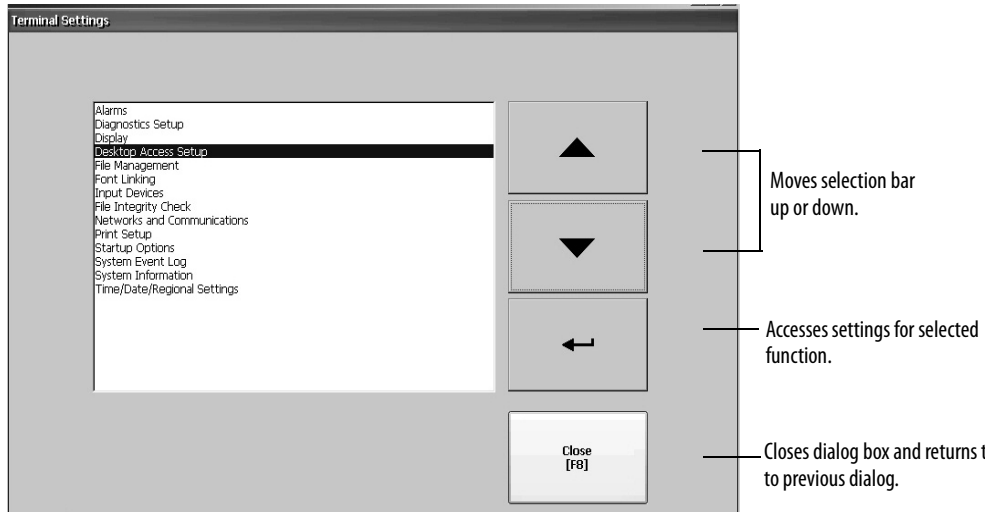 Terminal Settings
Alarms
Diagnostics Setup
Display
Desktop Access Setup
File Management
Font Linking
Input Devices
File Integrity Check
Networks and Communications
Print Setup
Startup Options
System Event Log
System Information
Time/Date/Regional Settings
Moves selection bar
up or down.
Accesses settings for selected
function.
Close
[F8]
Closes dialog box and returns t
to previous dialog.